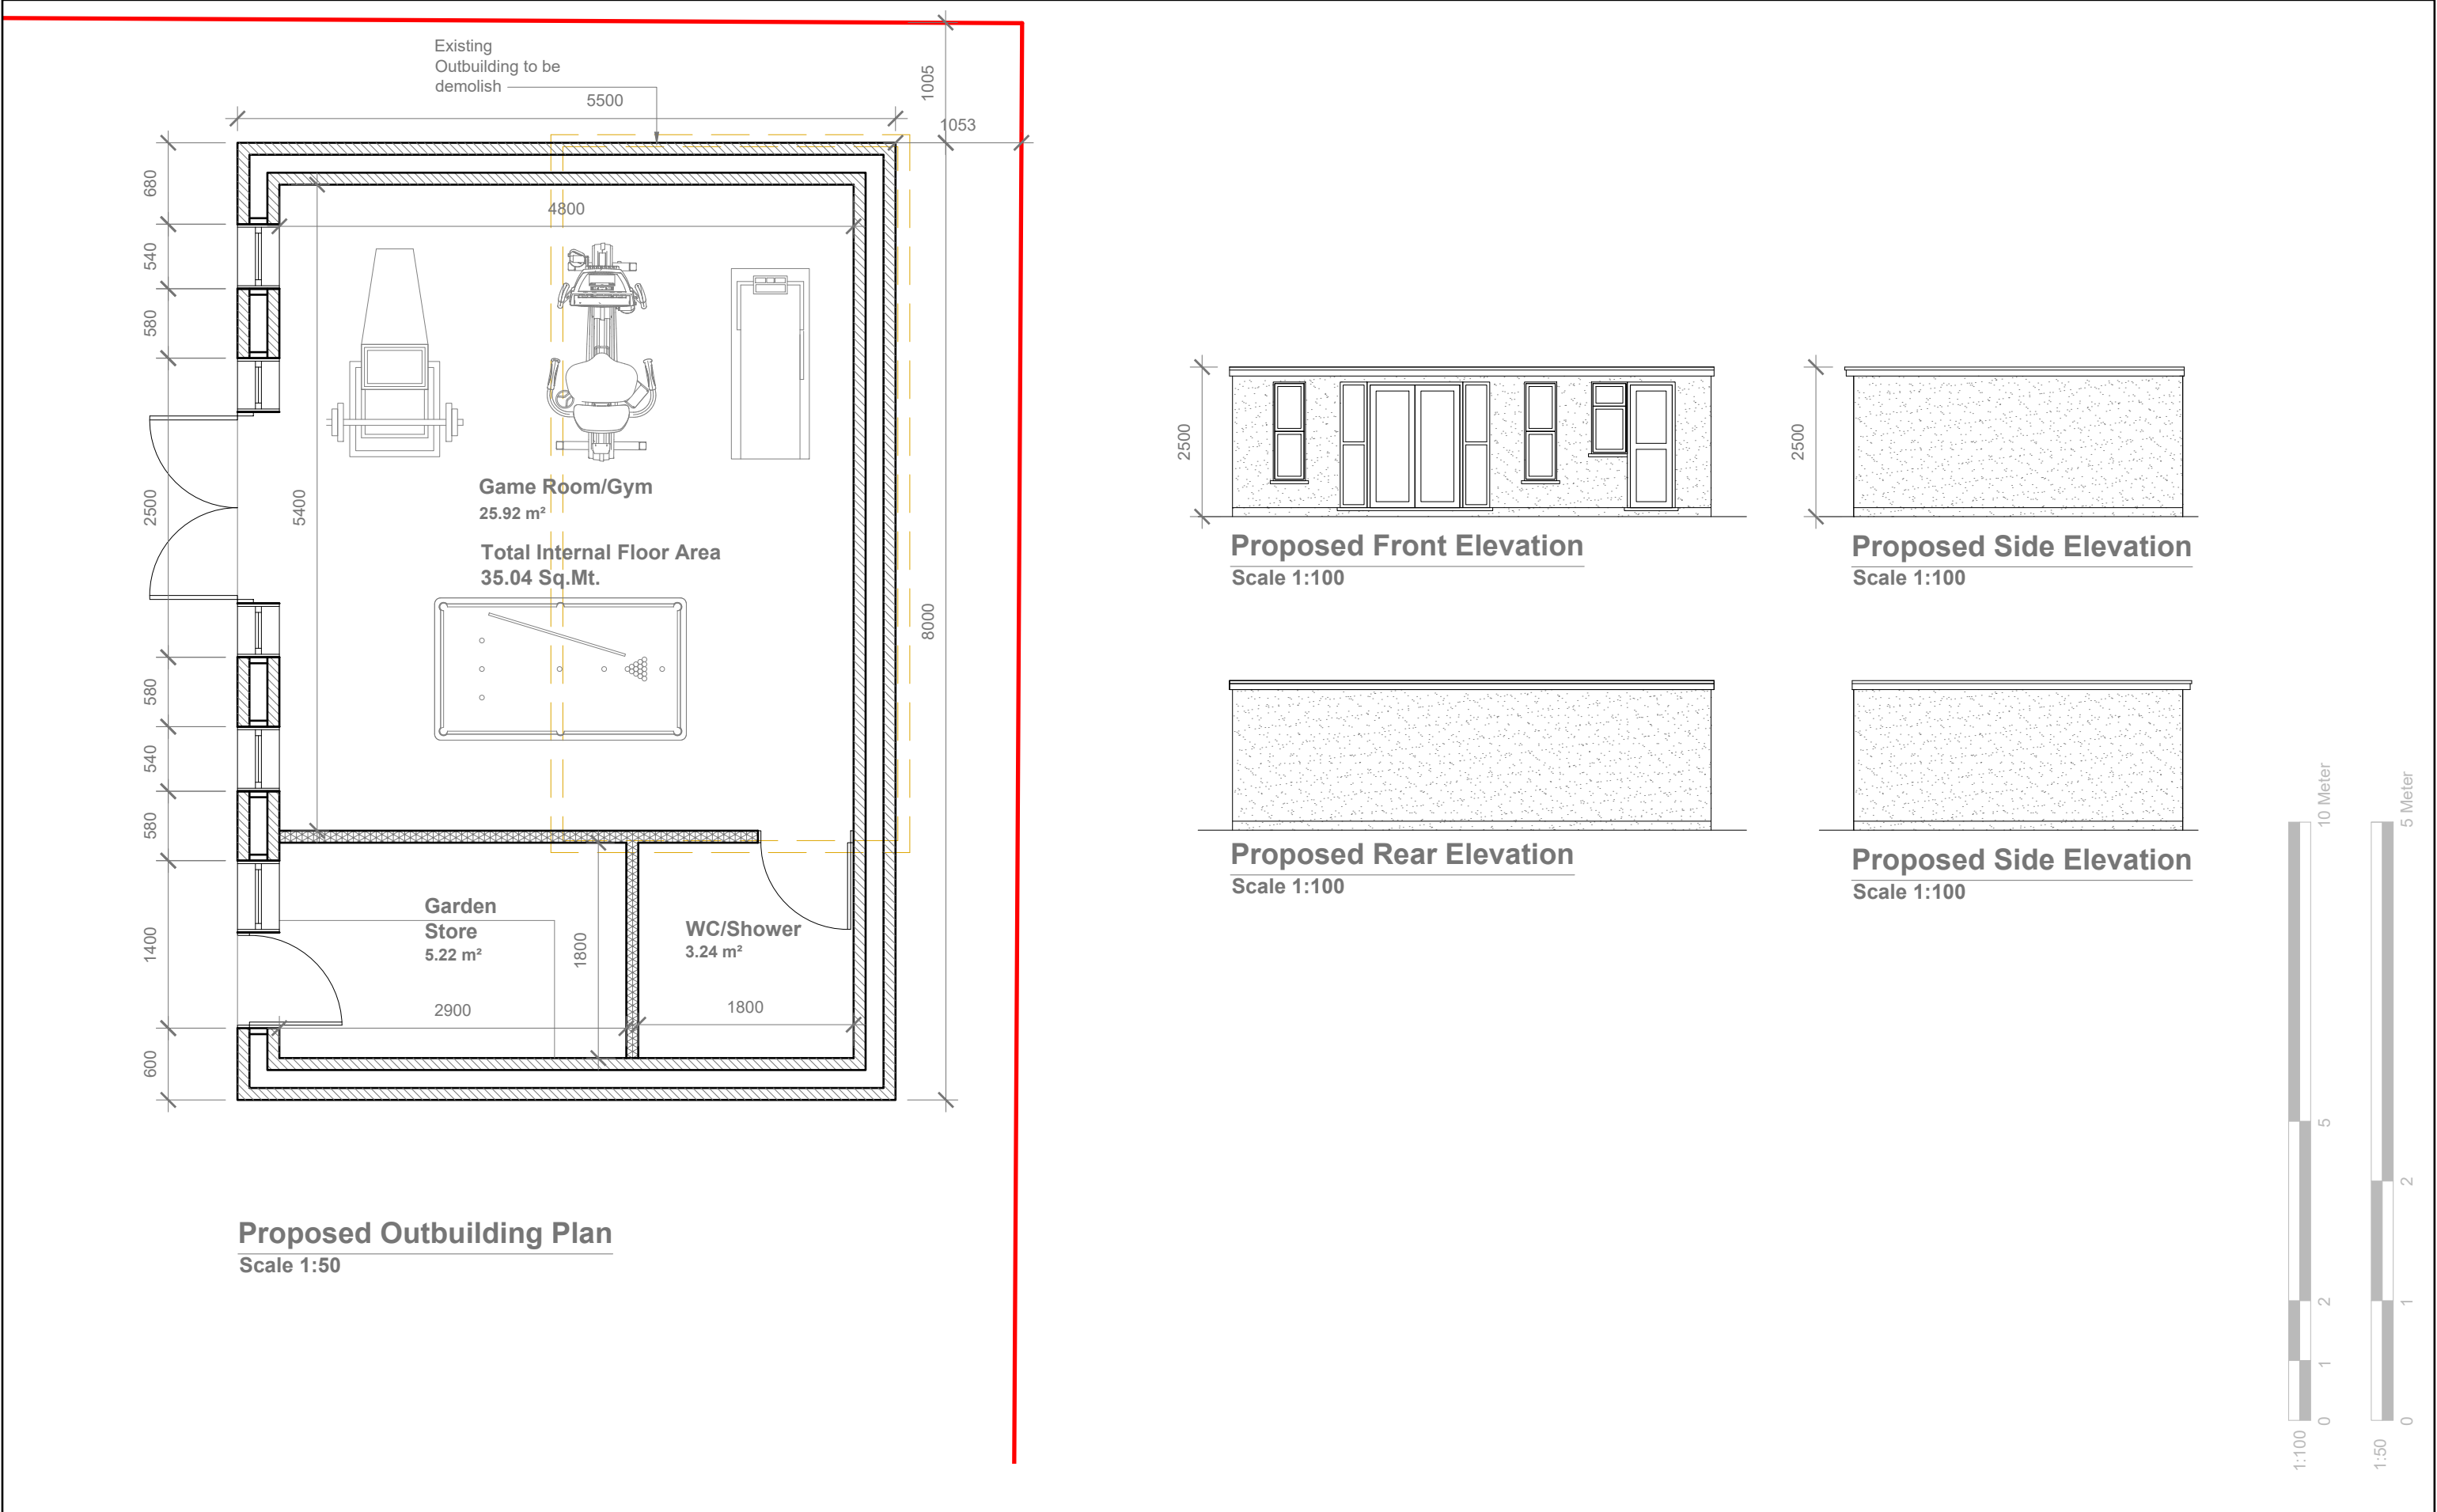 Existing
Outbuilding to be
demolish
5500
1005
1053
680
540
580
2500
580
540
580
1400
600
4800
5400
8000
Game Room/Gym
25.92 m²
Total Internal Floor Area
35.04 Sq.Mt.
Garden
Store
5.22 m²
2900
1800
WC/Shower
3.24 m²
1800
Proposed Outbuilding Plan
Scale 1:50
2500
Proposed Front Elevation
Scale 1:100
2500
Proposed Side Elevation
Scale 1:100
Proposed Rear Elevation
Scale 1:100
Proposed Side Elevation
Scale 1:100
10 Meter
5
2
1
0
1:100
5 Meter
2
1
0
1:50